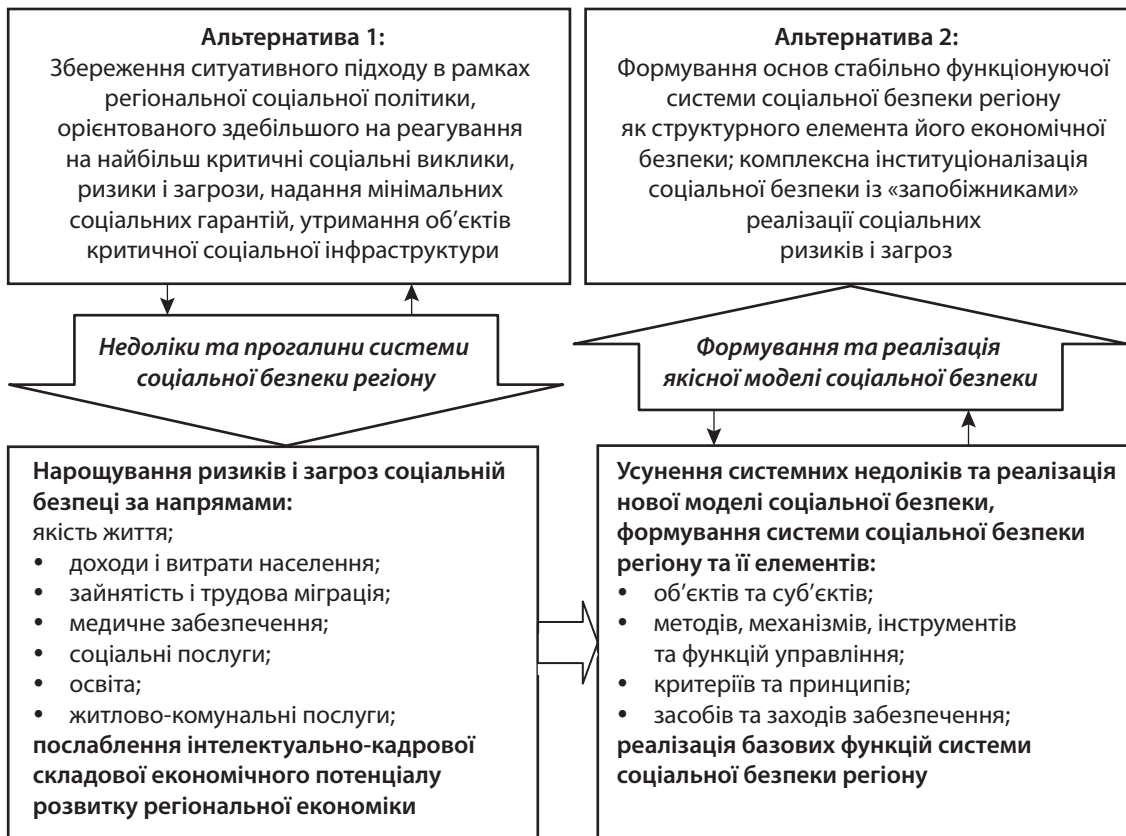 Альтернатива 1:
Збереження ситуативного підходу в рамках
регіональної соціальної політики,
орієнтованого здебільшого на реагування
на найбільш критичні соціальні виклики,
ризики і загрози, надання мінімальних
соціальних гарантій, утримання об’єктів
критичної соціальної інфраструктури
Альтернатива 2:
Формування основ стабільно функціонуючої
системи соціальної безпеки регіону
як структурного елемента його економічної
безпеки; комплексна інституціоналізація
соціальної безпеки із «запобіжниками»
реалізації соціальних
ризиків і загроз
Недоліки та прогалини системи
соціальної безпеки регіону
Формування та реалізація
якісної моделі соціальної безпеки
Нарощування ризиків і загроз соціальній
безпеці за напрямами:
якість життя;
• доходи і витрати населення;
• зайнятість і трудова міграція;
• медичне забезпечення;
• соціальні послуги;
• освіта;
• житлово-комунальні послуги;
послаблення інтелектуально-кадрової
складової економічного потенціалу
розвитку регіональної економіки
Усунення системних недоліків та реалізація
нової моделі соціальної безпеки,
формування системи соціальної безпеки
регіону та її елементів:
• об’єктів та суб’єктів;
• методів, механізмів, інструментів
та функцій управління;
• критеріїв та принципів;
• засобів та заходів забезпечення;
реалізація базових функцій системи
соціальної безпеки регіону